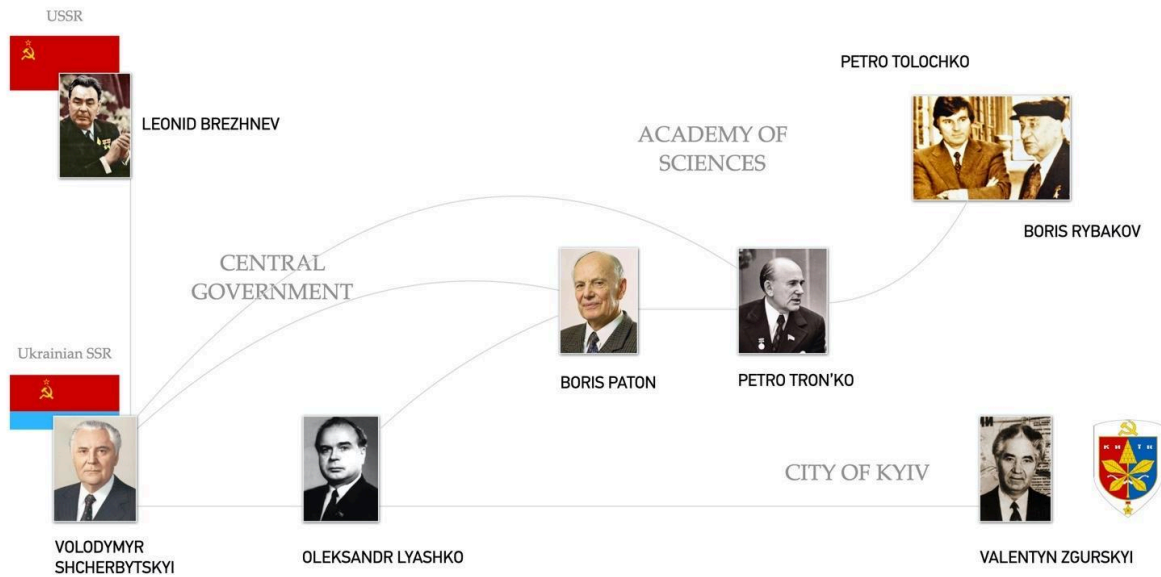 USSR
LEONID BREZHNEV
PETRO TOLOCHKO
ACADEMY OF
SCIENCES
BORIS RYBAKOV
CENTRAL
GOVERNMENT
Ukrainian SSR
BORIS PATON
PETRO TRON'KO
CITY OF KYIV
VOLODYMYR
SHCHERBYTSKYI
OLEKSANDR LYASHKO
VALENTYN ZGURSKYI